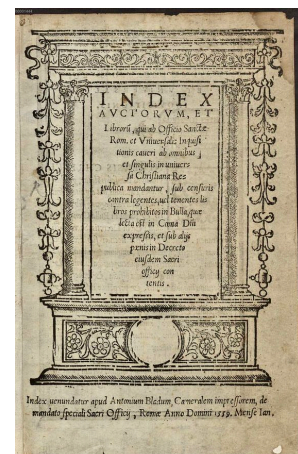 INDEX
AVCTORVM, ET
Librorũ, qui ab Officio Sanctæ
Rom. et Vniuersalis Inquisi
tionis caueri ab omnibus
et singulis in uniuer
sa Christiana Res
publica mandantur, sub censuris
contra legentes, uel tenentes li
bros prohibitos in Bulla, quæ
lecta est in Cœna Dñi
expressis, et sub alijs
pœnis in Decreto
eiusdem Sacri
officij con
tentis.
Index uenundatur apud Antonium Bladum, Cameralem impressorem, de
mandato speciali Sacri Officij, Romæ Anno Domini 1559. Mense Ian.